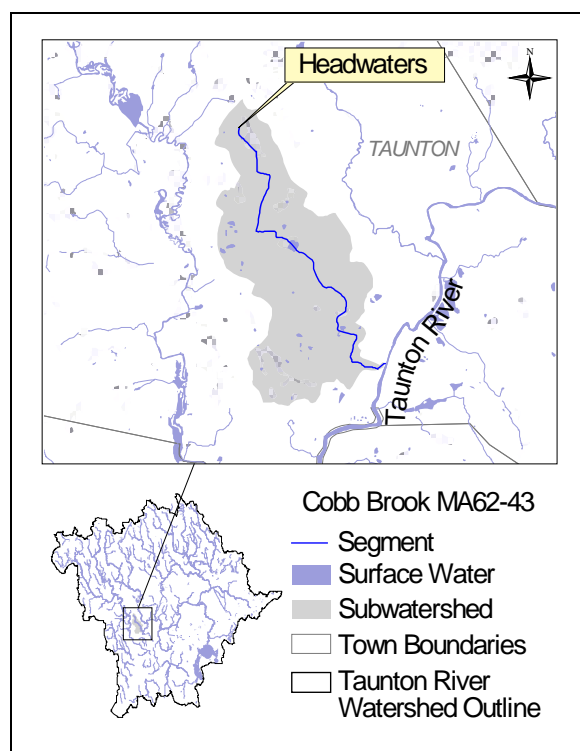 Headwaters
N
TAUNTON
Taunton River
Cobb Brook MA62-43
Segment
Surface Water
Subwatershed
Town Boundaries
Taunton River
Watershed Outline